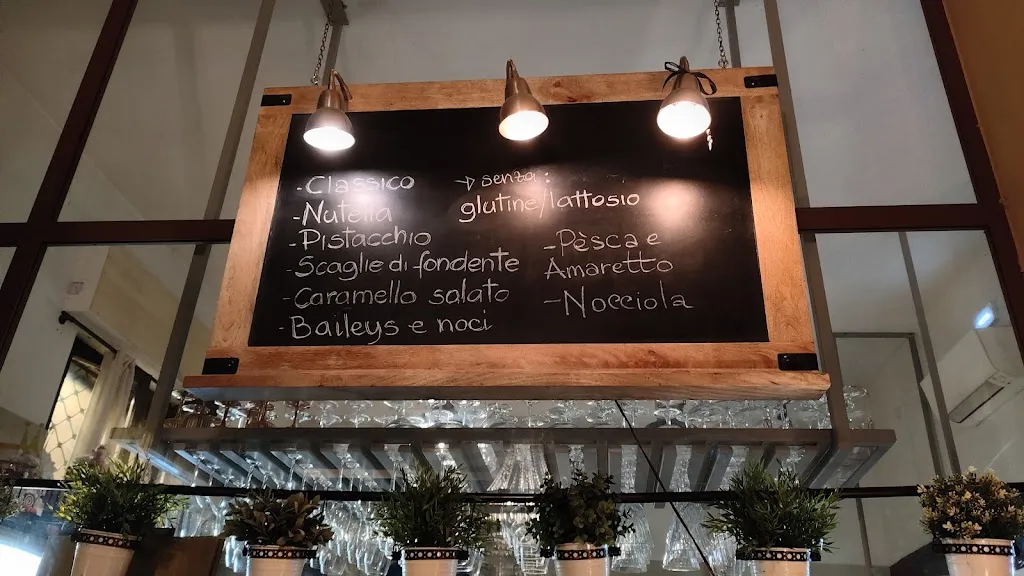 - Classico
- Nutella
- Pistacchio
- Scaglie di fondente
- Caramello salato
- Baileys e noci
→ senza:
glutine/lattosio
- Pèsca e
Amaretto
- Nocciola